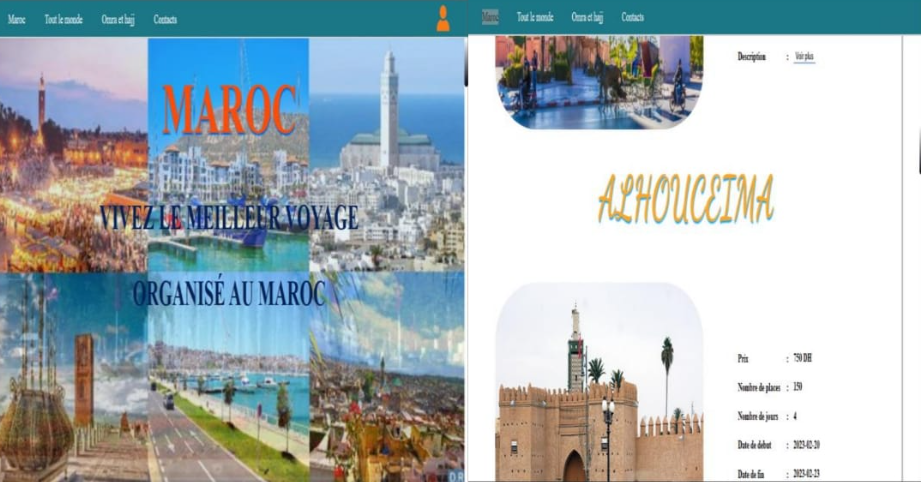 Maroc Tout le monde Omra et hajj Contacts
MAROC
VIVEZ LE MEILLEUR VOYAGE
ORGANISÉ AU MAROC
Maroc Tout le monde Omra et hajj Contacts
Description : Voir plus
ALHOUCEIMA
Prix : 750 DH
Nombre de places : 150
Nombre de jours : 4
Date de debut : 2023-02-20
Date de fin : 2023-02-23